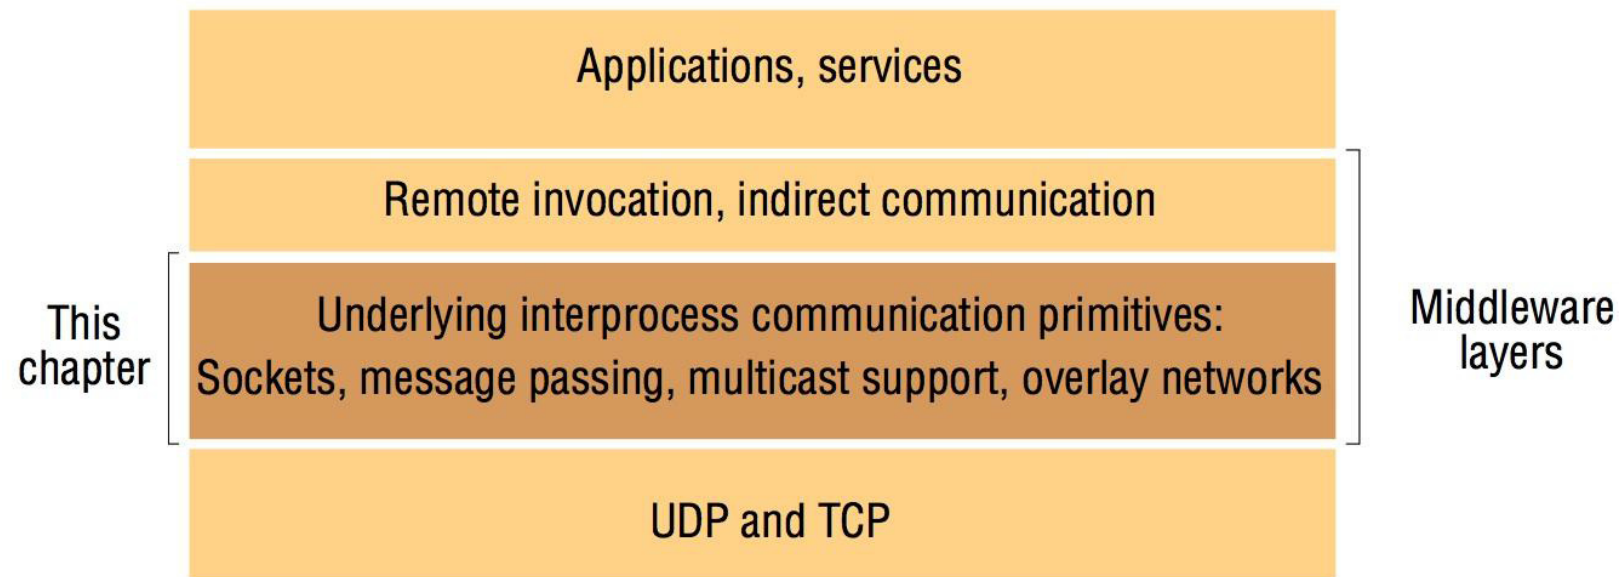 Applications, services
Remote invocation, indirect communication
This
chapter
Underlying interprocess communication primitives:
Sockets, message passing, multicast support, overlay networks
Middleware
layers
UDP and TCP